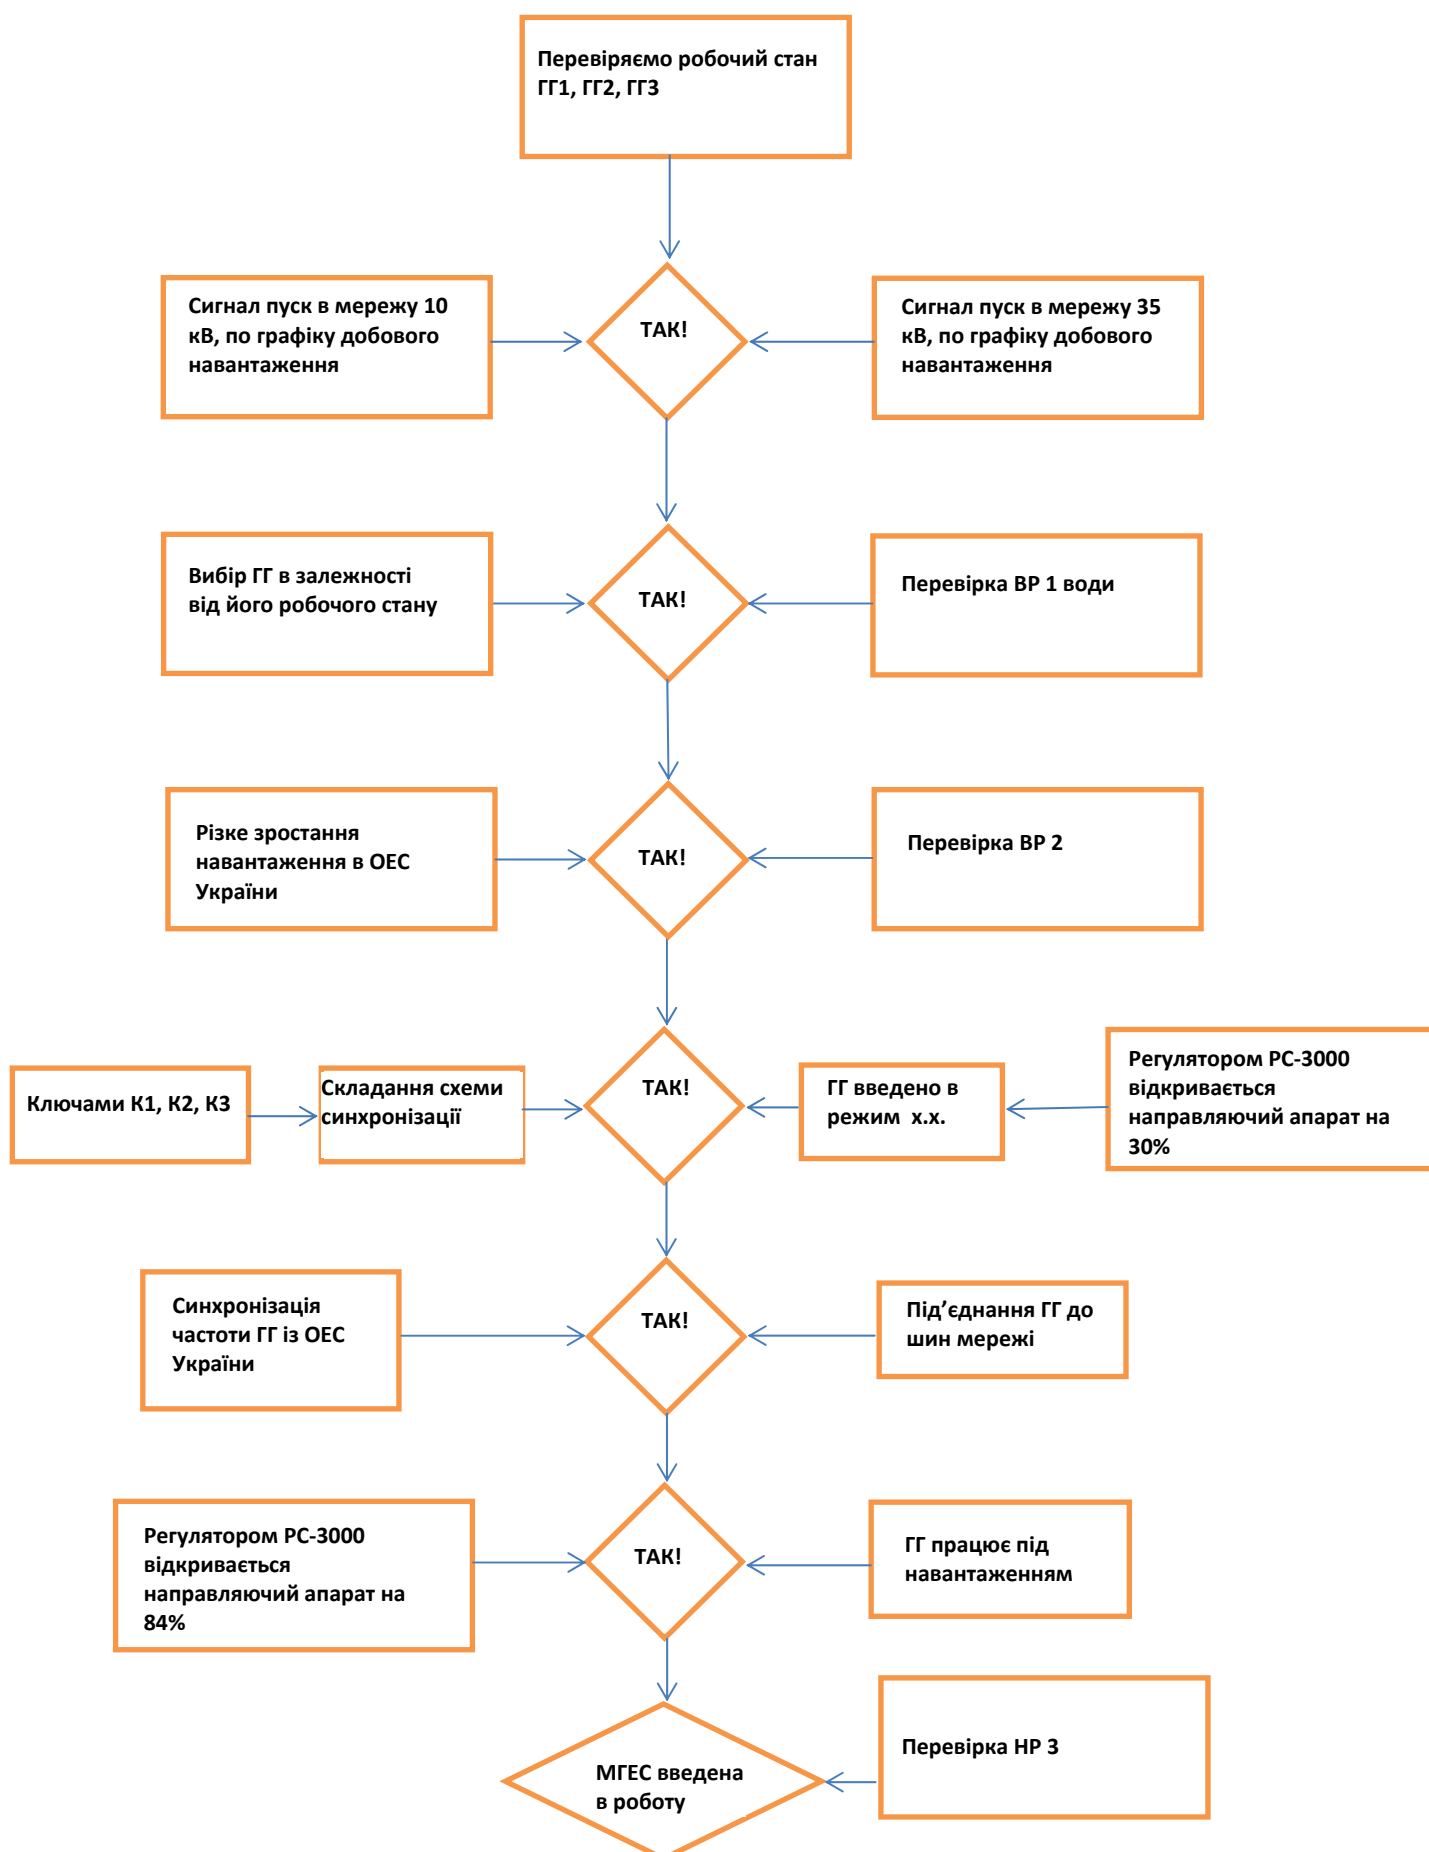 Перевіряємо робочий стан
ГГ1, ГГ2, ГГ3
Сигнал пуск в мережу 10
кВ, по графіку добового
навантаження
ТАК!
Сигнал пуск в мережу 35
кВ, по графіку добового
навантаження
Вибір ГГ в залежності
від його робочого стану
ТАК!
Перевірка ВР 1 води
Різке зростання
навантаження в ОЕС
України
ТАК!
Перевірка ВР 2
Ключами К1, К2, К3
Складання схеми
синхронізації
ТАК!
ГГ введено в
режим х.х.
Регулятором РС-3000
відкривається
направляючий апарат на
30%
Синхронізація
частоти ГГ із ОЕС
України
ТАК!
Під’єднання ГГ до
шин мережі
Регулятором РС-3000
відкривається
направляючий апарат на
84%
ТАК!
ГГ працює під
навантаженням
МГЕС введена
в роботу
Перевірка НР 3